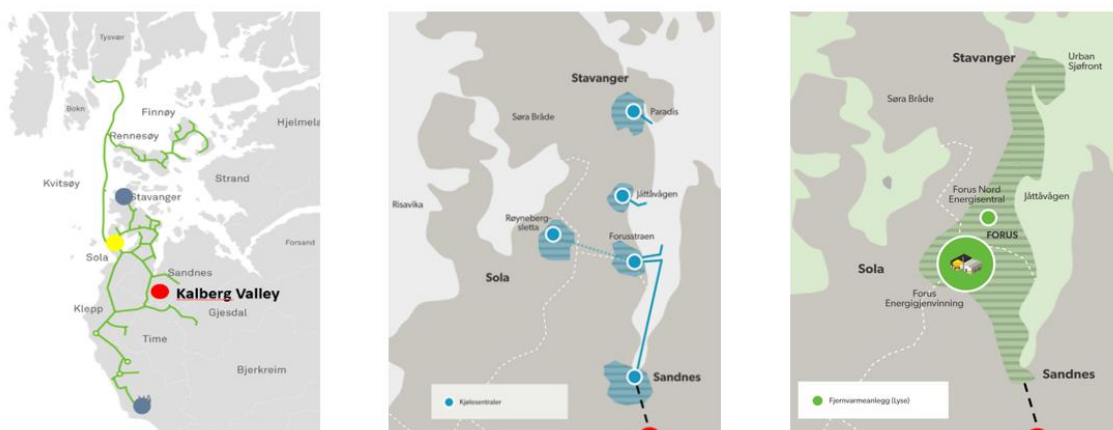 Tysvær
Bokn
Finnøy
Rennesøy
Hjelmela
Kvitsøy
Strand
Stavanger
Forsand
Sola
Sandnes
Kalberg Valley
Klepp
Gjesdal
Time
Bjerkreim
Hå
Stavanger
Søra Bråde
Paradis
Risavika
Jåttåvågen
Røyneberg-
sletta
Forusstraen
Sola
Sandnes
Kjølesentraler
Stavanger
Urban
Sjøfront
Søra Bråde
Forus Nord
Energisentral
Jåttåvågen
FORUS
Sola
Forus
Energigjenvinning
Sandnes
Fjernvarmeanlegg (Lyse)